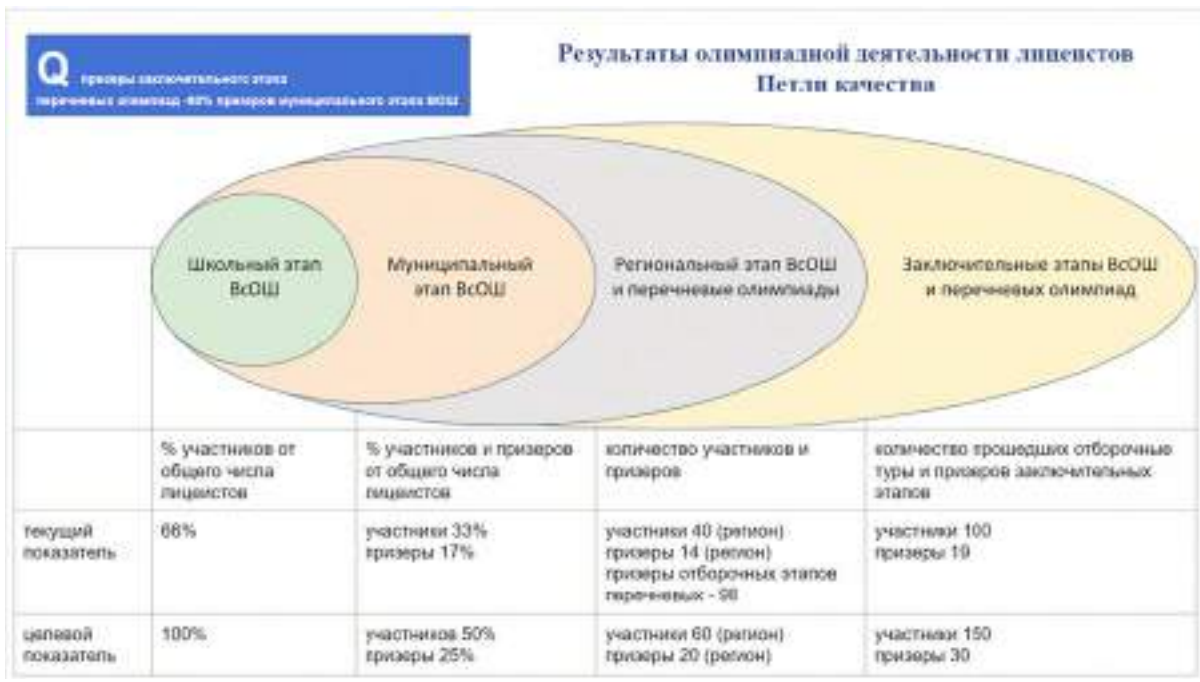 Q призеры заключительного этапа
перечневых олимпиад -60% призеров муниципального этапа ВОШ
Результаты олимпиадной деятельности лицеистов
Петли качества
Школьный этап
ВсОШ
Муниципальный
этап ВсОШ
Региональный этап ВсОШ
и перечневые олимпиады
Заключительные этапы ВсОШ
и перечневых олимпиад
% участников от
общего числа
лицеистов
% участников и призеров
от общего числа
лицеистов
количество участников и
призеров
количество прошедших отборочные
туры и призеров заключительных
этапов
текущий
показатель
66%
участники 33%
призеры 17%
участники 40 (регион)
призеры 14 (регион)
призеры отборочных этапов
перечневых - 98
участники 100
призеры 19
целевой
показатель
100%
участников 50%
призеры 25%
участники 60 (регион)
призеры 20 (регион)
участники 150
призеры 30